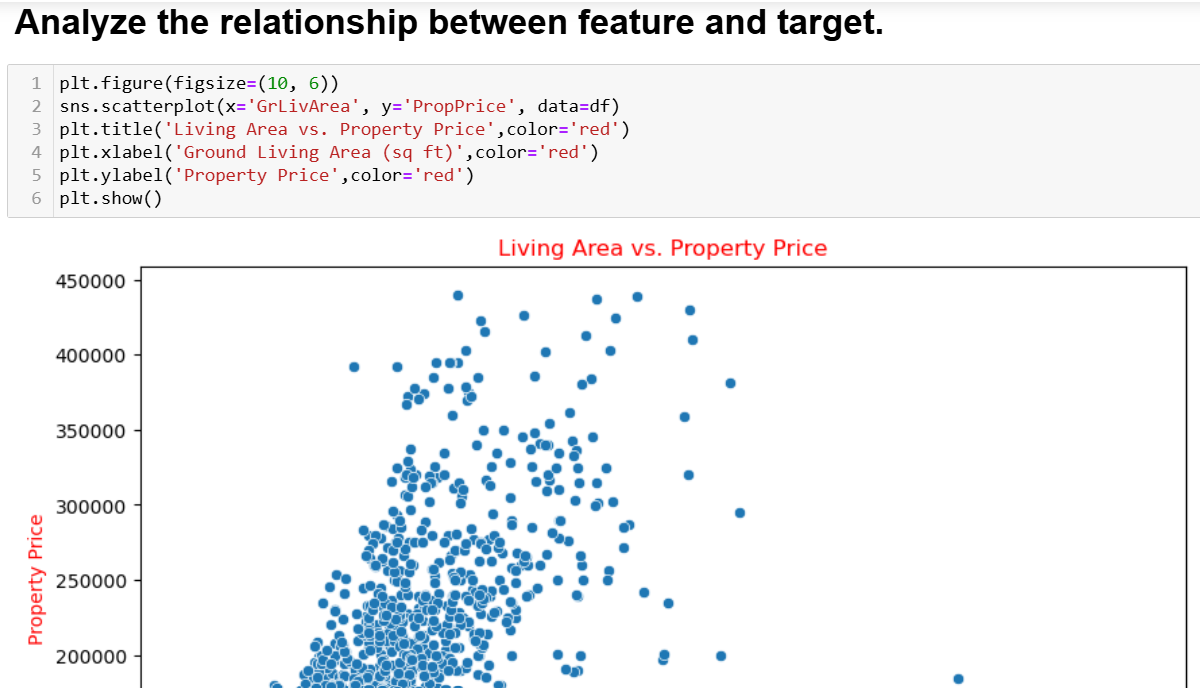 Analyze the relationship between feature and target.
1 plt.figure(figsize=(10, 6))
2 sns.scatterplot(x='GrLivArea', y='PropPrice', data=df)
3 plt.title('Living Area vs. Property Price',color='red')
4 plt.xlabel('Ground Living Area (sq ft)',color='red')
5 plt.ylabel('Property Price',color='red')
6 plt.show()
Living Area vs. Property Price
450000
400000
350000
300000
250000
200000
Property Price